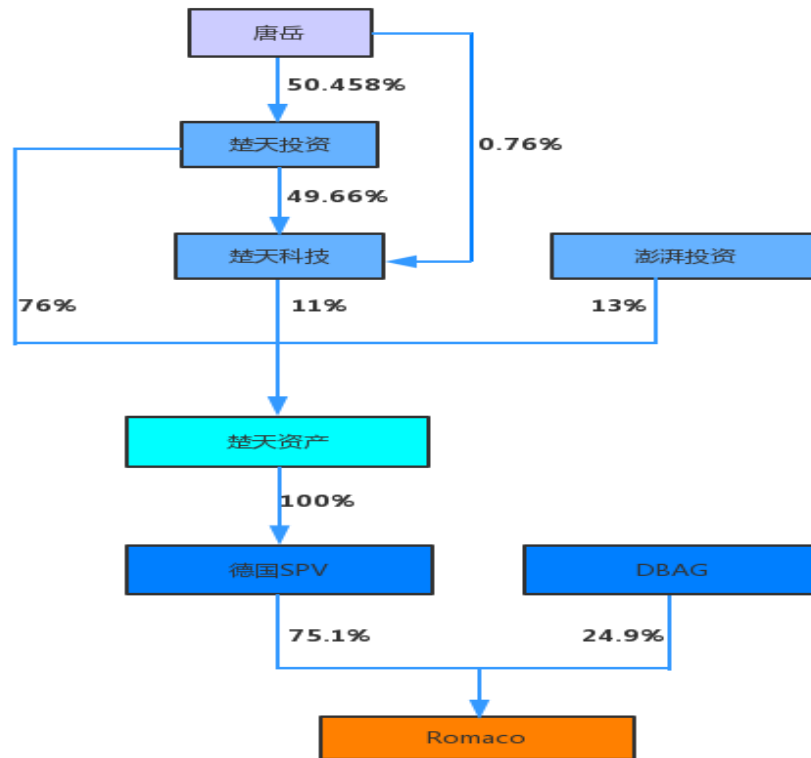 唐岳
50.458%
楚天投资
0.76%
49.66%
楚天科技
澎湃投资
76%
11%
13%
楚天资产
100%
德国SPV
DBAG
75.1%
24.9%
Romaco